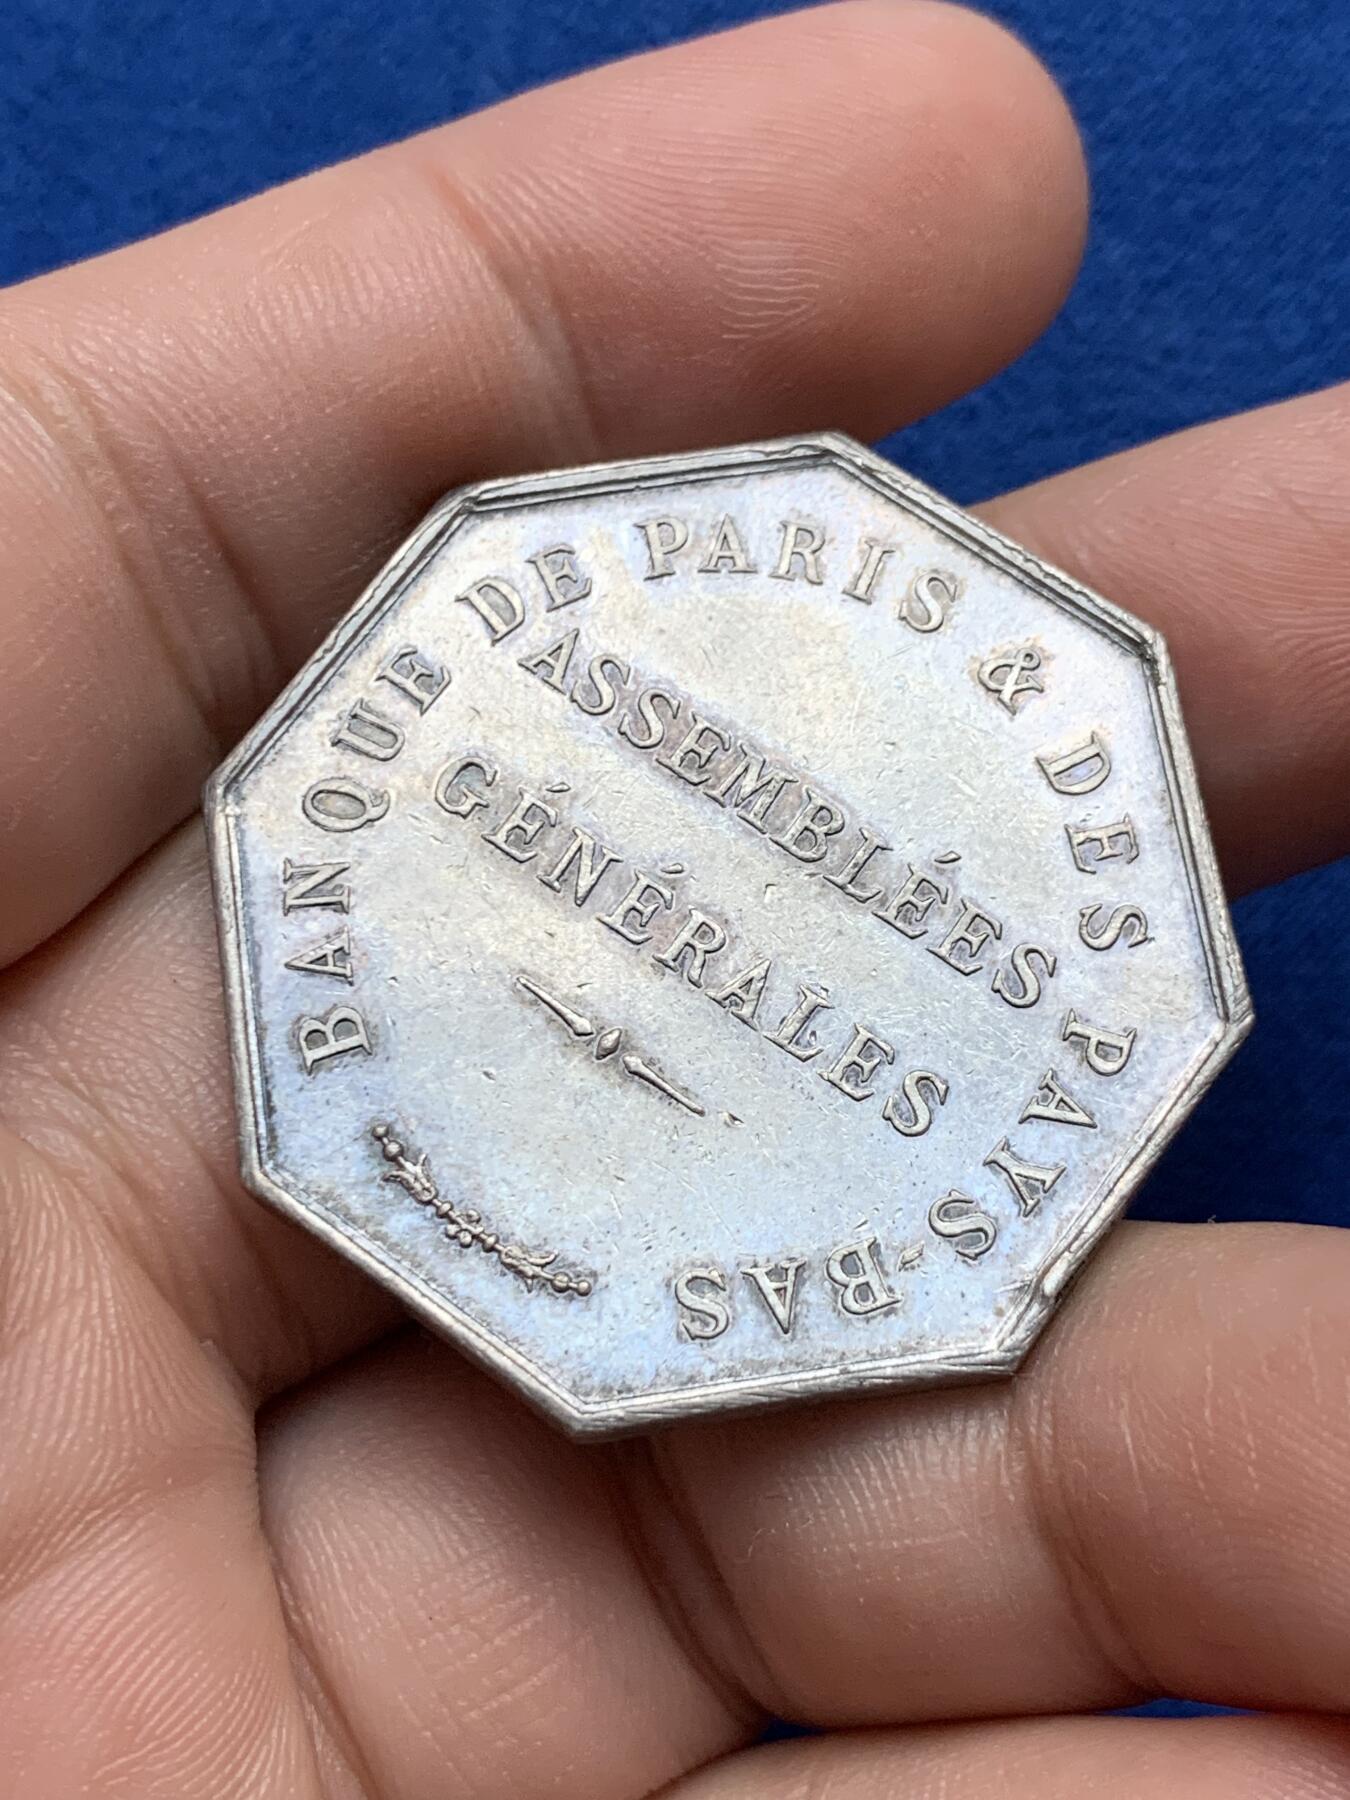 BANQUE DE PARIS & DES PAYS-BAS
ASSEMBLÉES
GÉNÉRALES